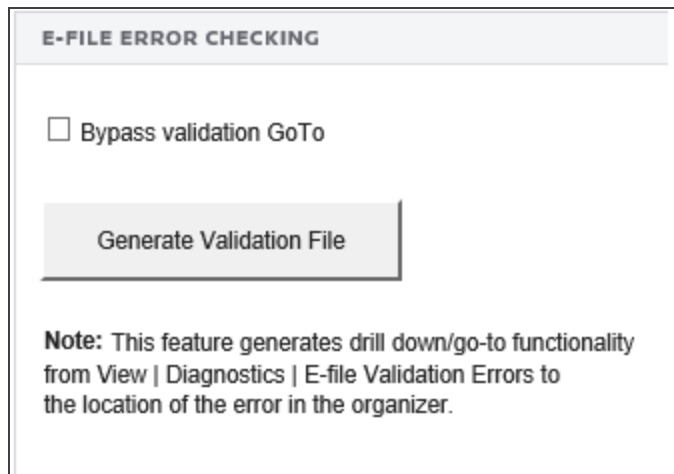 E-FILE ERROR CHECKING
Bypass validation GoTo
Generate Validation File
Note: This feature generates drill down/go-to functionality
from View | Diagnostics | E-file Validation Errors to
the location of the error in the organizer.